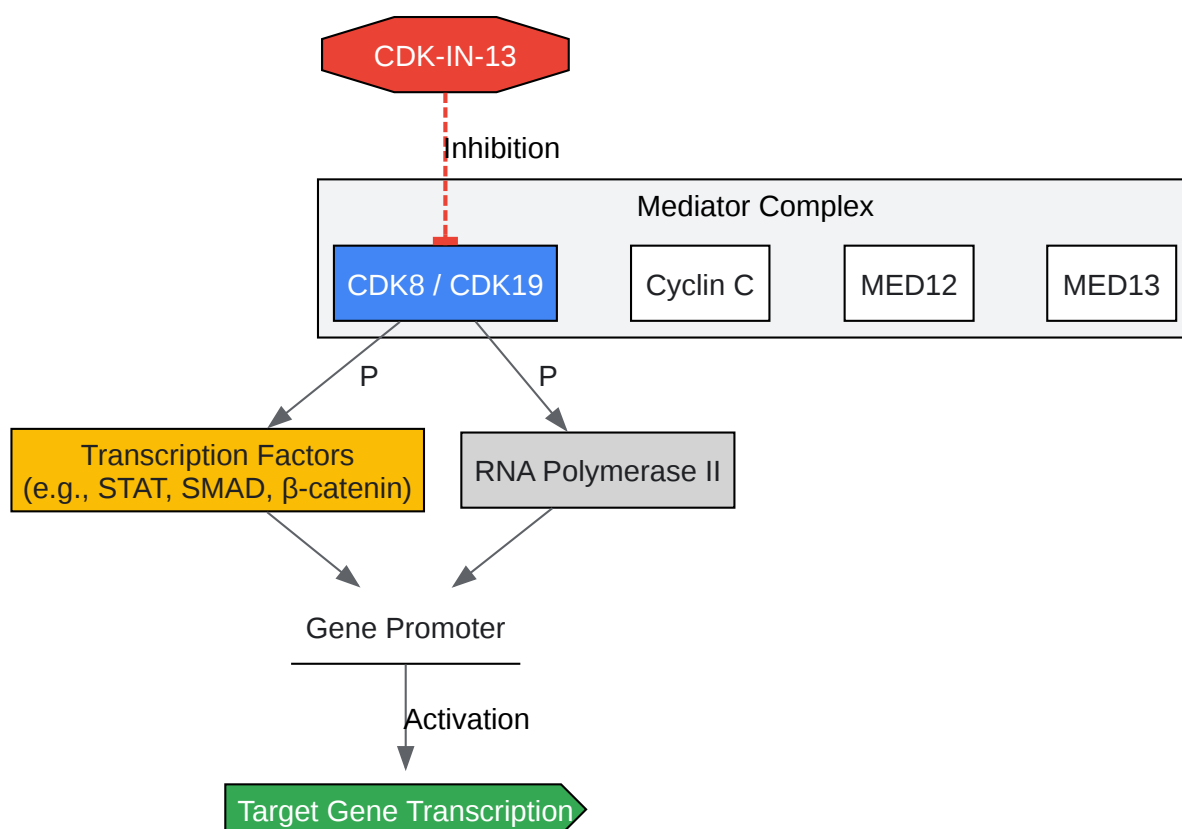 CDK-IN-13
Inhibition
Mediator Complex
CDK8 / CDK19
Cyclin C
MED12
MED13
P
P
Transcription Factors
(e.g., STAT, SMAD, β-catenin)
RNA Polymerase II
Gene Promoter
Activation
Target Gene Transcription